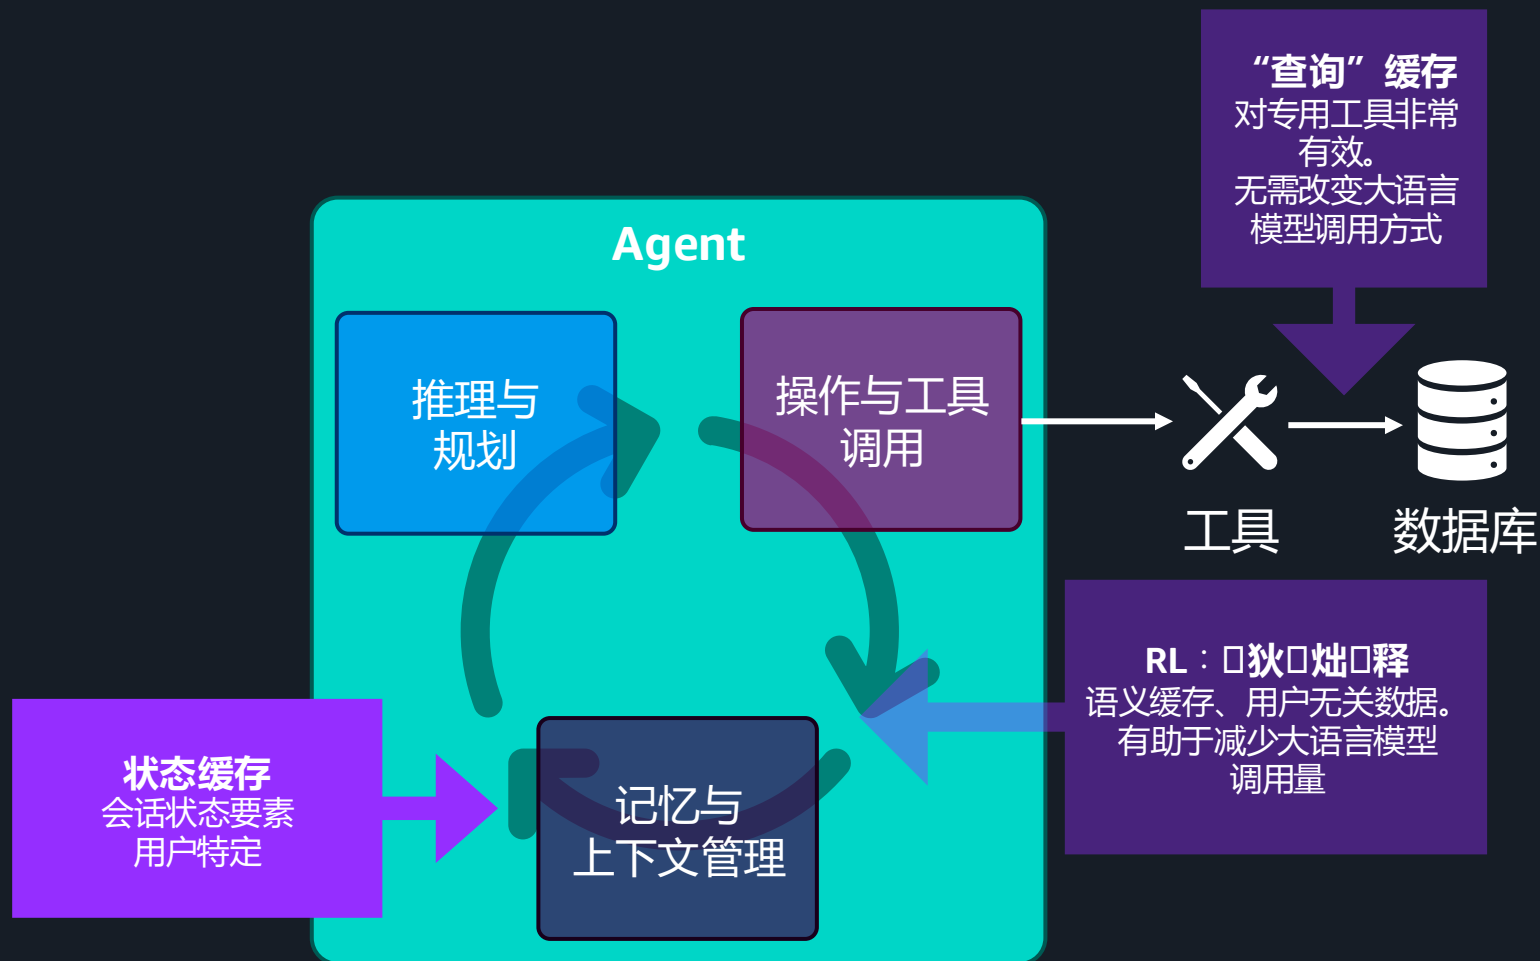 “查询”缓存
对专用工具非常
有效。
无需改变大语言
模型调用方式
Agent
推理与
规划
操作与工具
调用
工具
数据库
RL：□狄□灿□释
语义缓存、用户无关数据。
有助于减少大语言模型
调用量
状态缓存
会话状态要素
用户特定
记忆与
上下文管理